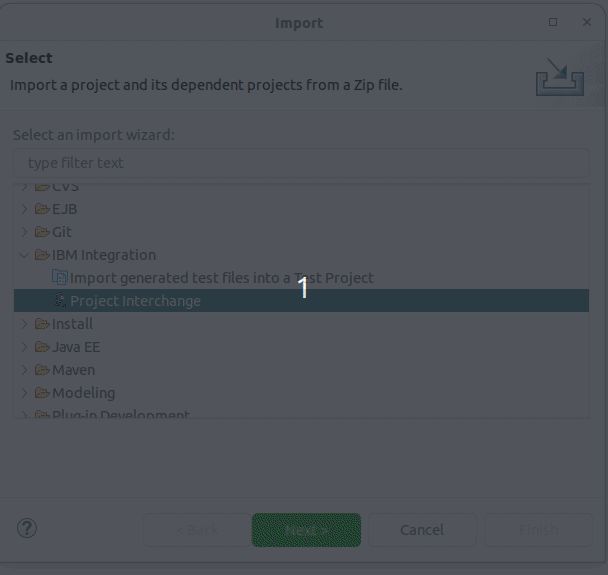 Import
Select
Import a project and its dependent projects from a Zip file.
Select an import wizard:
type filter text
CVS
EJB
Git
IBM Integration
Import generated test files into a Test Project
1
Project Interchange
Install
Java EE
Maven
Modeling
Plug-in Development
?
< Back
Next >
Cancel
Finish